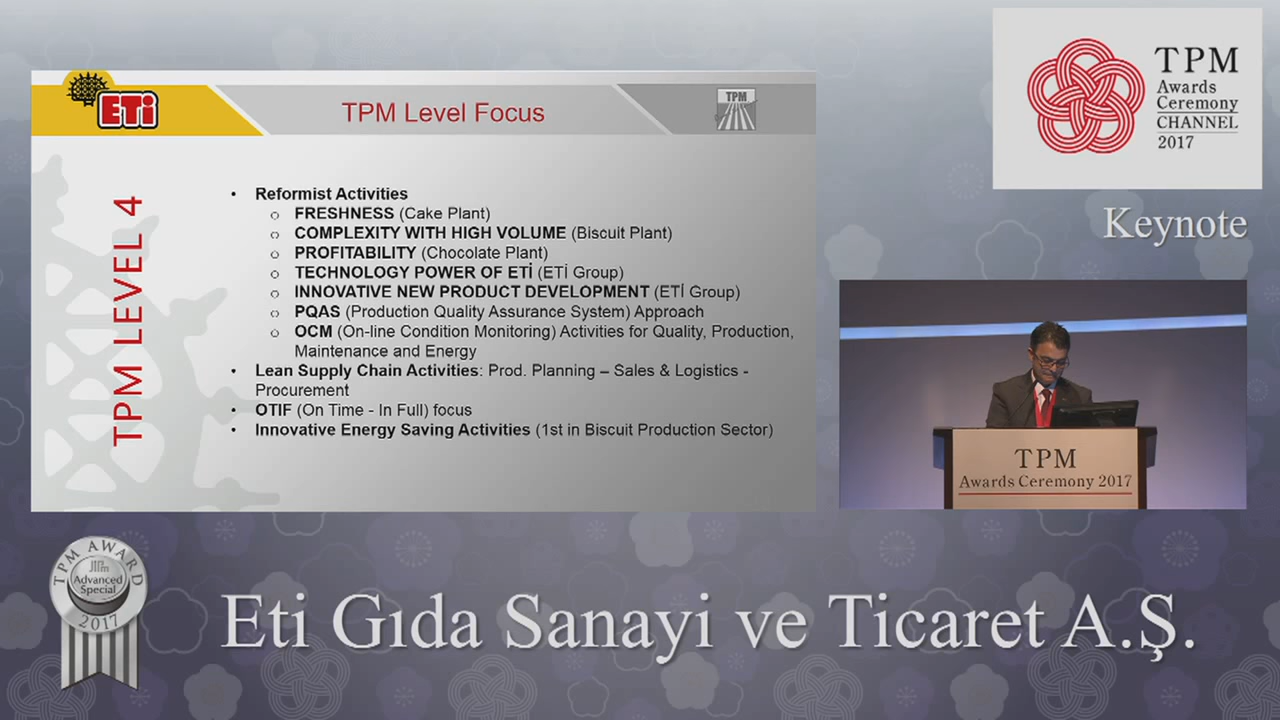 ETi
TPM Level Focus
TPM
TPM LEVEL 4
• Reformist Activities
o FRESHNESS (Cake Plant)
o COMPLEXITY WITH HIGH VOLUME (Biscuit Plant)
o PROFITABILITY (Chocolate Plant)
o TECHNOLOGY POWER OF ETİ (ETİ Group)
o INNOVATIVE NEW PRODUCT DEVELOPMENT (ETİ Group)
o PQAS (Production Quality Assurance System) Approach
o OCM (On-line Condition Monitoring) Activities for Quality, Production,
Maintenance and Energy
• Lean Supply Chain Activities: Prod. Planning – Sales & Logistics -
Procurement
• OTIF (On Time - In Full) focus
• Innovative Energy Saving Activities (1st in Biscuit Production Sector)
TPM
Awards
Ceremony
CHANNEL
2017
Keynote
TPM
Awards Ceremony 2017
TPM AWARD
JIPM
Advanced
Special
2017
Eti Gıda Sanayi ve Ticaret A.Ş.